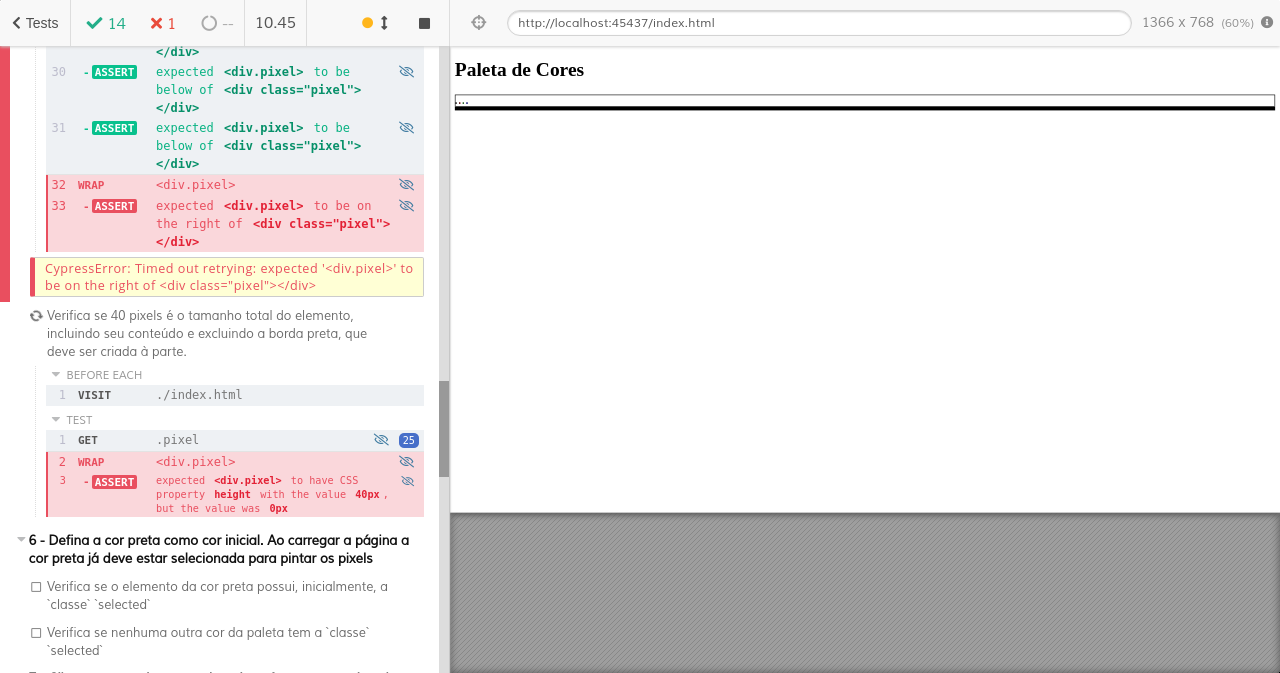 Tests
14
1
--
10.45
http://localhost:45437/index.html
1366 x 768 (60%)
</div>
30 - ASSERT expected <div.pixel> to be
below of <div class="pixel">
</div>
31 - ASSERT expected <div.pixel> to be
below of <div class="pixel">
</div>
32 WRAP <div.pixel>
33 - ASSERT expected <div.pixel> to be on
the right of <div class="pixel">
</div>
CypressError: Timed out retrying: expected '<div.pixel>' to
be on the right of <div class="pixel"></div>
Verifica se 40 pixels é o tamanho total do elemento,
incluindo seu conteúdo e excluindo a borda preta, que
deve ser criada à parte.
BEFORE EACH
1 VISIT ./index.html
TEST
1 GET .pixel 25
2 WRAP <div.pixel>
3 - ASSERT expected <div.pixel> to have CSS
property height with the value 40px,
but the value was 0px
6 - Defina a cor preta como cor inicial. Ao carregar a página a
cor preta já deve estar selecionada para pintar os pixels
Verifica se o elemento da cor preta possui, inicialmente, a
`classe` `selected`
Verifica se nenhuma outra cor da paleta tem a `classe`
`selected`
Paleta de Cores
....